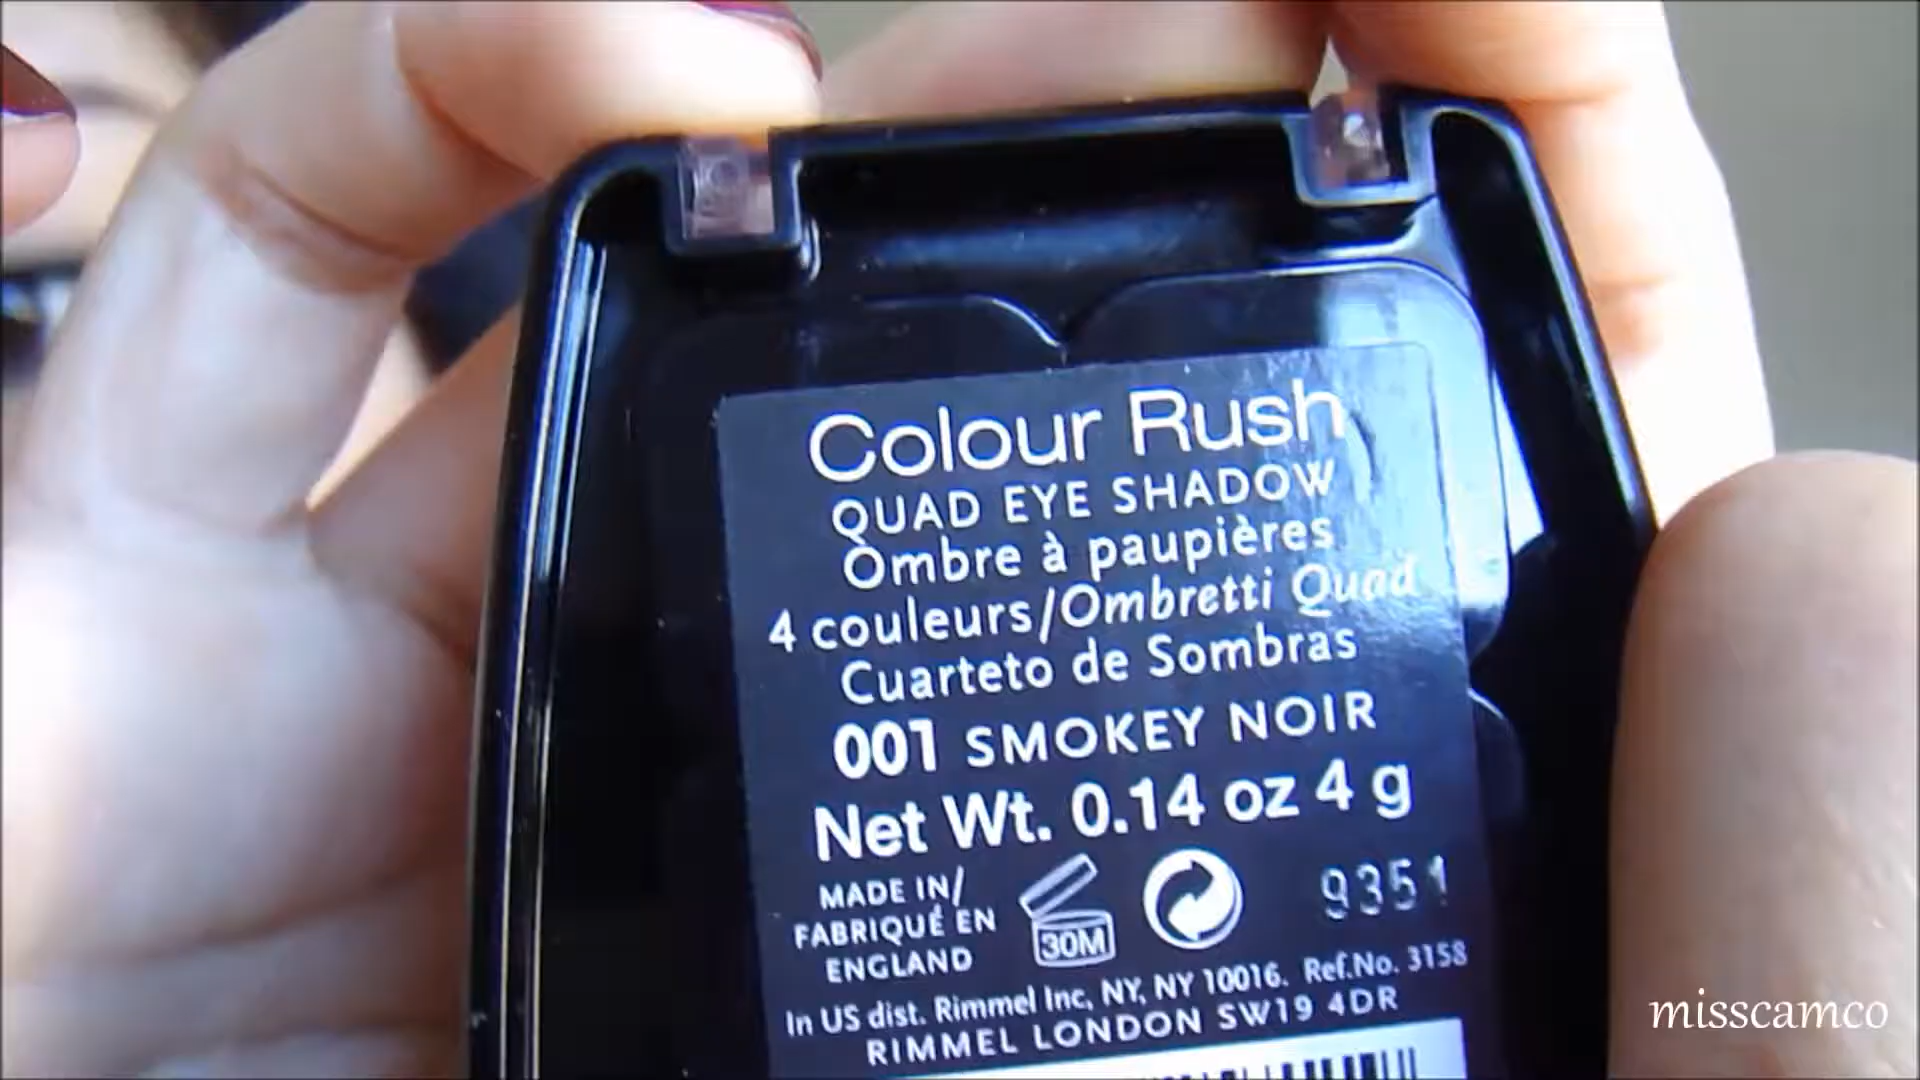 Colour Rush
QUAD EYE SHADOW
Ombre à paupières
4 couleurs/Ombretti Quad
Cuarteto de Sombras
001 SMOKEY NOIR
Net Wt. 0.14 oz 4 g
MADE IN/
FABRIQUÉ EN
ENGLAND
30M
9351
In US dist. Rimmel Inc, NY, NY 10016. Ref.No. 3158
RIMMEL LONDON SW19 4DR
misscamco